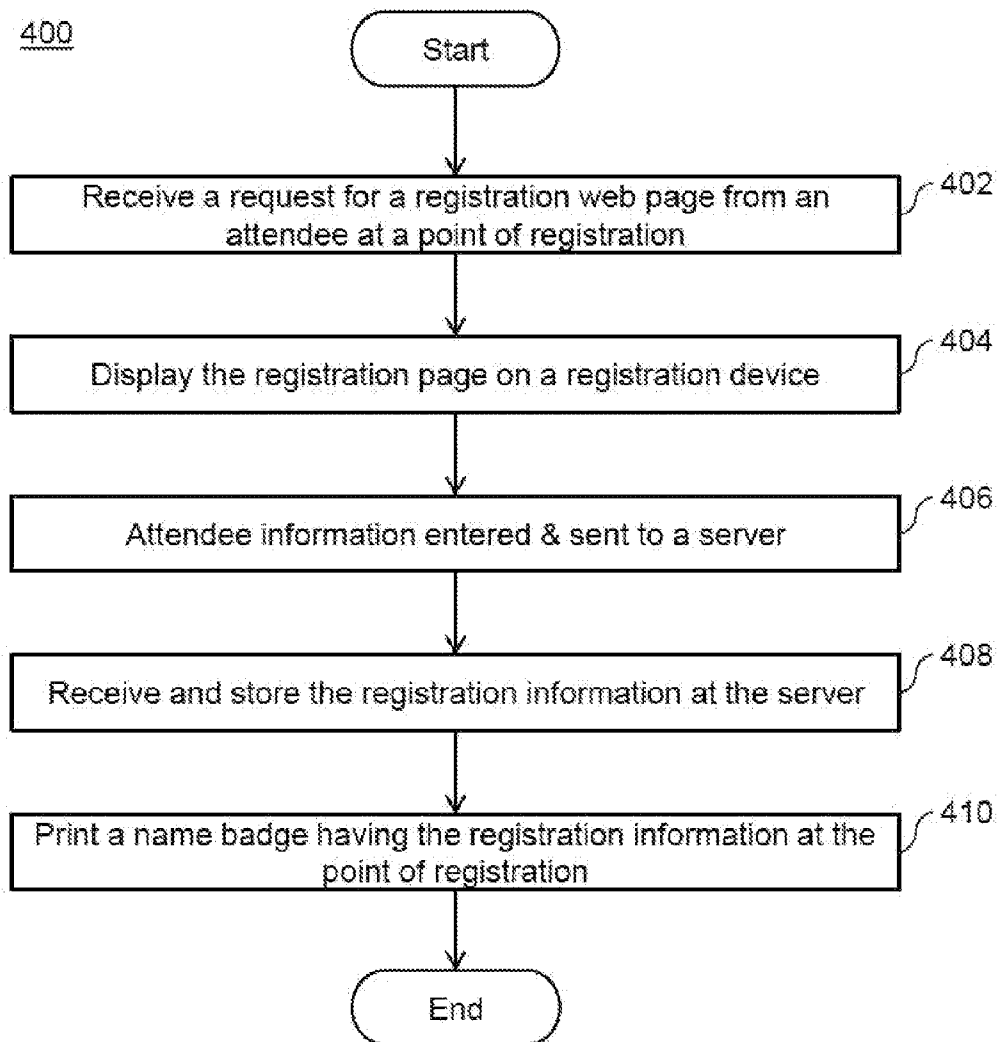 400
Start
Receive a request for a registration web page from an
attendee at a point of registration
402
Display the registration page on a registration device
404
Attendee information entered & sent to a server
406
Receive and store the registration information at the server
408
Print a name badge having the registration information at the
point of registration
410
End